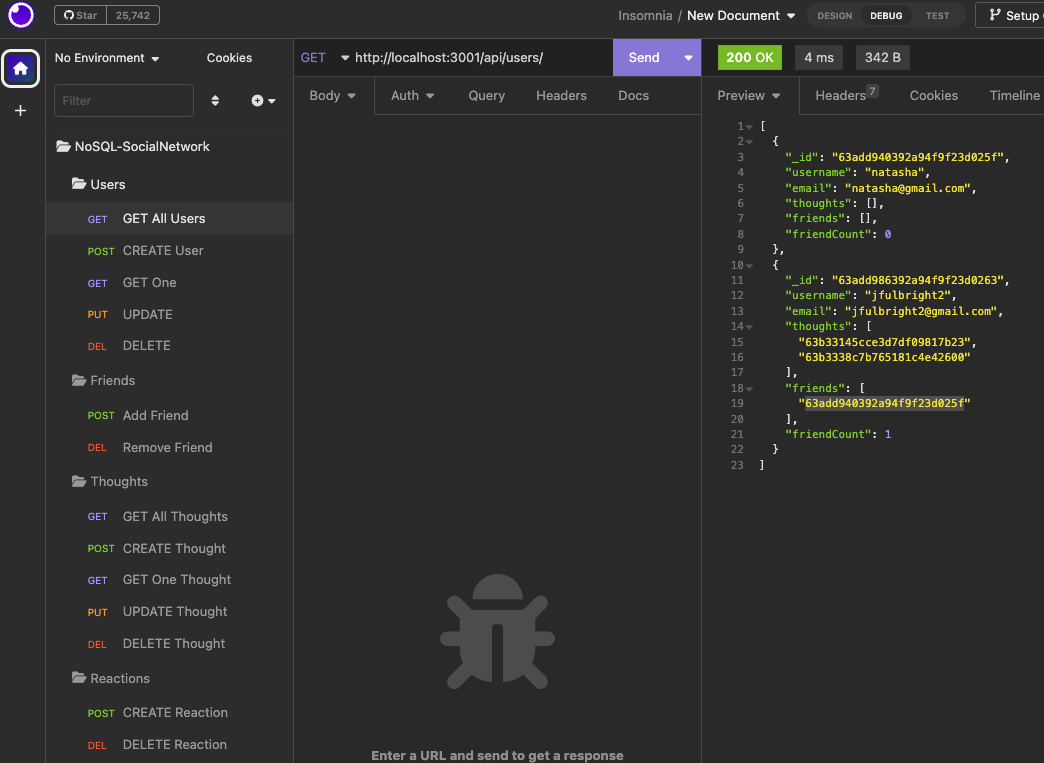 Star 25,742
Insomnia / New Document
DESIGN DEBUG TEST
Setup
No Environment Cookies
GET http://localhost:3001/api/users/ Send
200 OK 4 ms 342 B
Filter
Body Auth Query Headers Docs
Preview Headers 7 Cookies Timeline
NoSQL-SocialNetwork
Users
GET GET All Users
POST CREATE User
GET GET One
PUT UPDATE
DEL DELETE
Friends
POST Add Friend
DEL Remove Friend
Thoughts
GET GET All Thoughts
POST CREATE Thought
GET GET One Thought
PUT UPDATE Thought
DEL DELETE Thought
Reactions
POST CREATE Reaction
DEL DELETE Reaction
Enter a URL and send to get a response
1 [
2 {
3 "_id": "63add940392a94f9f23d025f",
4 "username": "natasha",
5 "email": "natasha@gmail.com",
6 "thoughts": [],
7 "friends": [],
8 "friendCount": 0
9 },
10 {
11 "_id": "63add986392a94f9f23d0263",
12 "username": "jfulbright2",
13 "email": "jfulbright2@gmail.com",
14 "thoughts": [
15 "63b33145cce3d7df09817b23",
16 "63b3338c7b765181c4e42600"
17 ],
18 "friends": [
19 "63add940392a94f9f23d025f"
20 ],
21 "friendCount": 1
22 }
23 ]